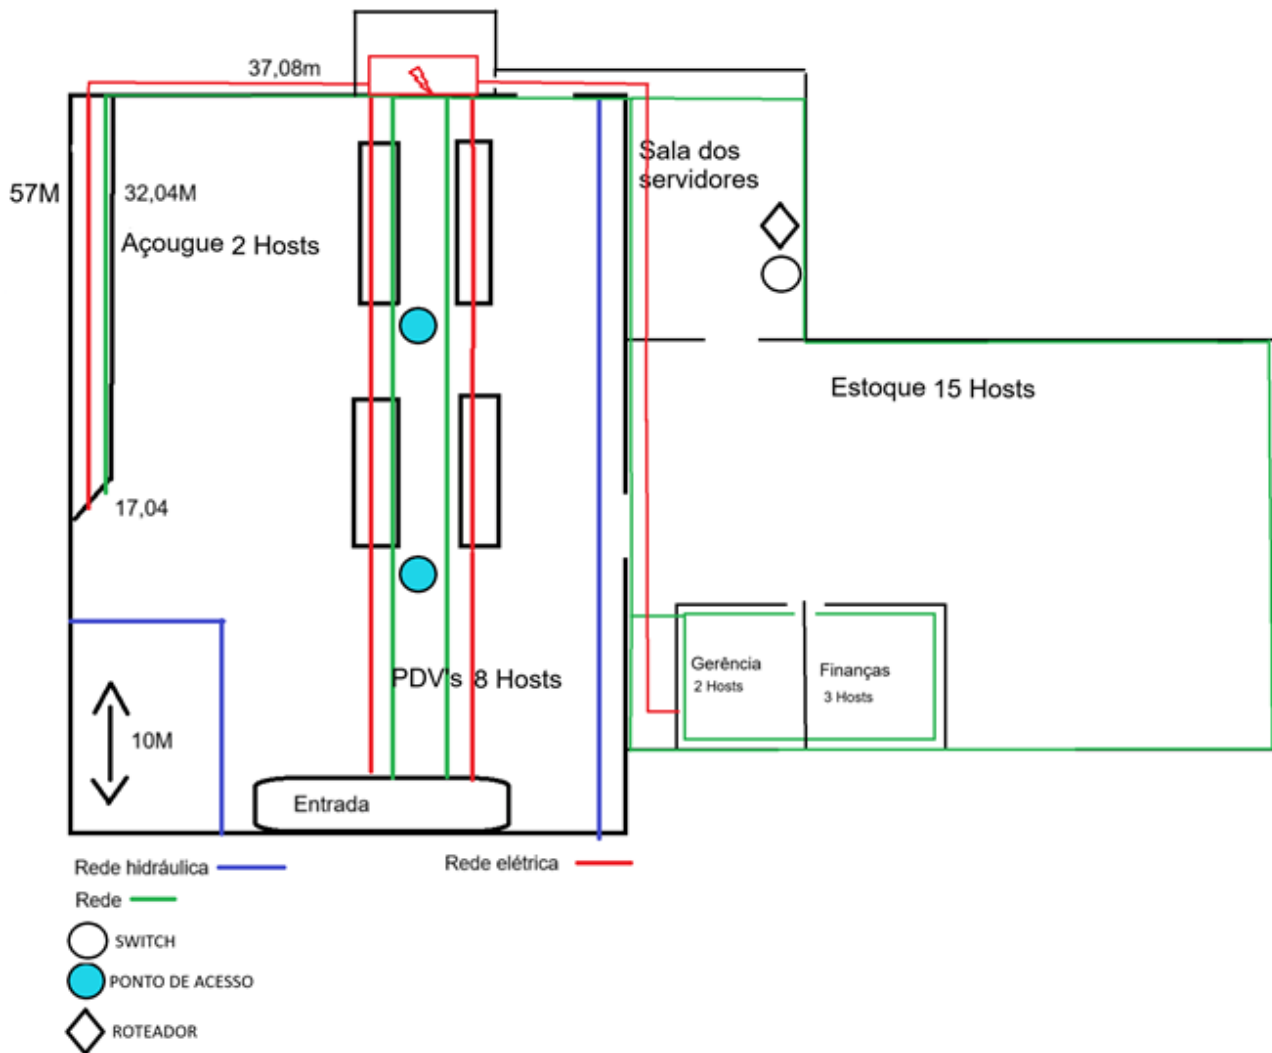 37,08m
Sala dos
servidores
57M
32,04M
Açougue 2 Hosts
Estoque 15 Hosts
17,04
Gerência
2 Hosts
Finanças
3 Hosts
PDV's 8 Hosts
10M
Entrada
Rede hidráulica
Rede elétrica
Rede
SWITCH
PONTO DE ACESSO
ROTEADOR